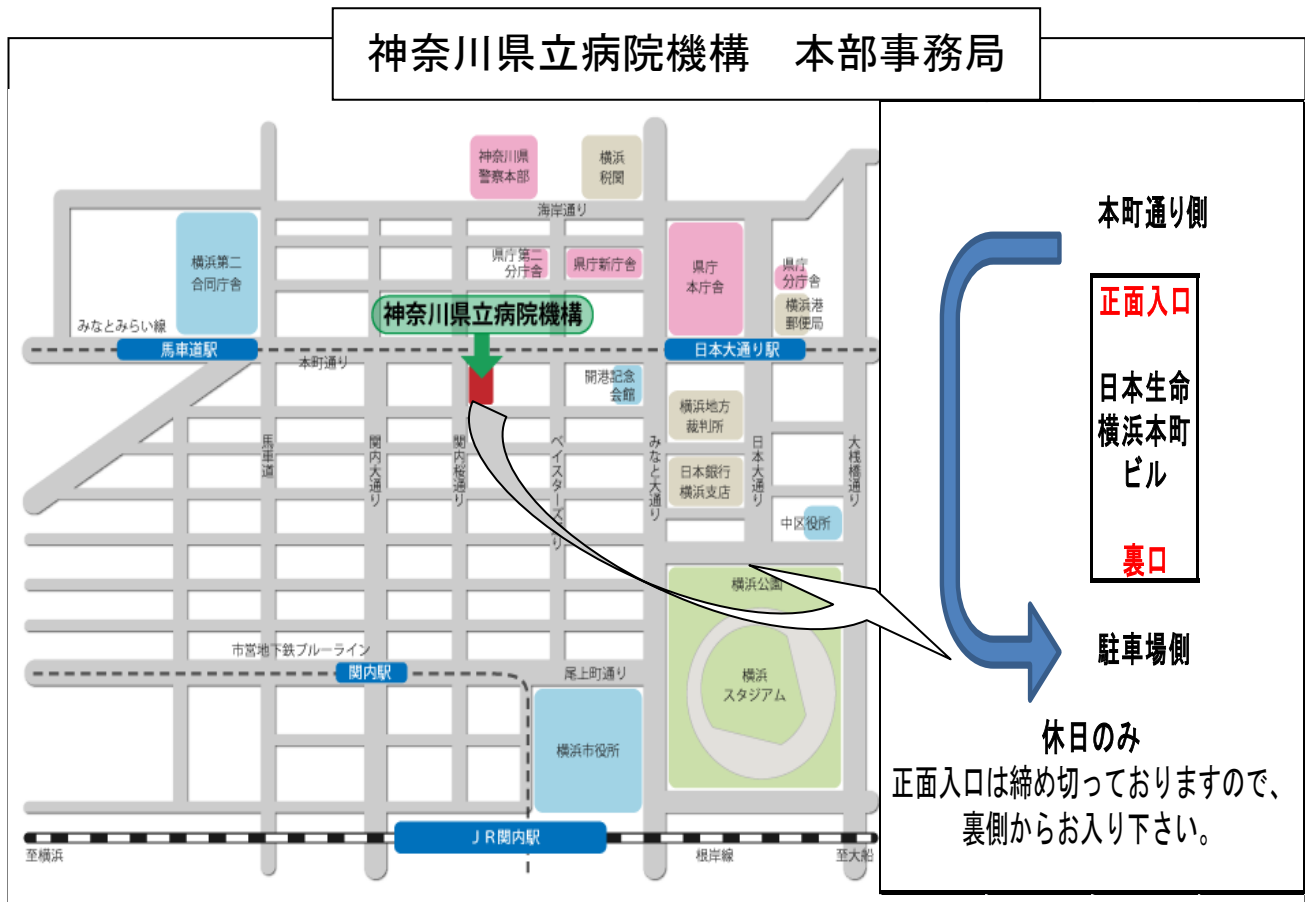 神奈川県立病院機構　本部事務局
神奈川県
警察本部
横浜
税関
海岸通り
横浜第二
合同庁舎
県庁第二
分庁舎
県庁新庁舎
県庁
本庁舎
県庁
分庁舎
横浜港
郵便局
神奈川県立病院機構
みなとみらい線
馬車道駅
日本大通り駅
本町通り
開港記念
会館
横浜地方
裁判所
馬車道
関内大通り
関内桜通り
ベイスターズ通り
みなと大通り
日本大通り
大桟橋通り
日本銀行
横浜支店
中区役所
横浜公園
市営地下鉄ブルーライン
関内駅
尾上町通り
横浜
スタジアム
横浜市役所
ＪＲ関内駅
至横浜
根岸線
至大船
本町通り側
正面入口
日本生命
横浜本町
ビル
裏口
駐車場側
休日のみ
正面入口は締め切っておりますので、
裏側からお入り下さい。